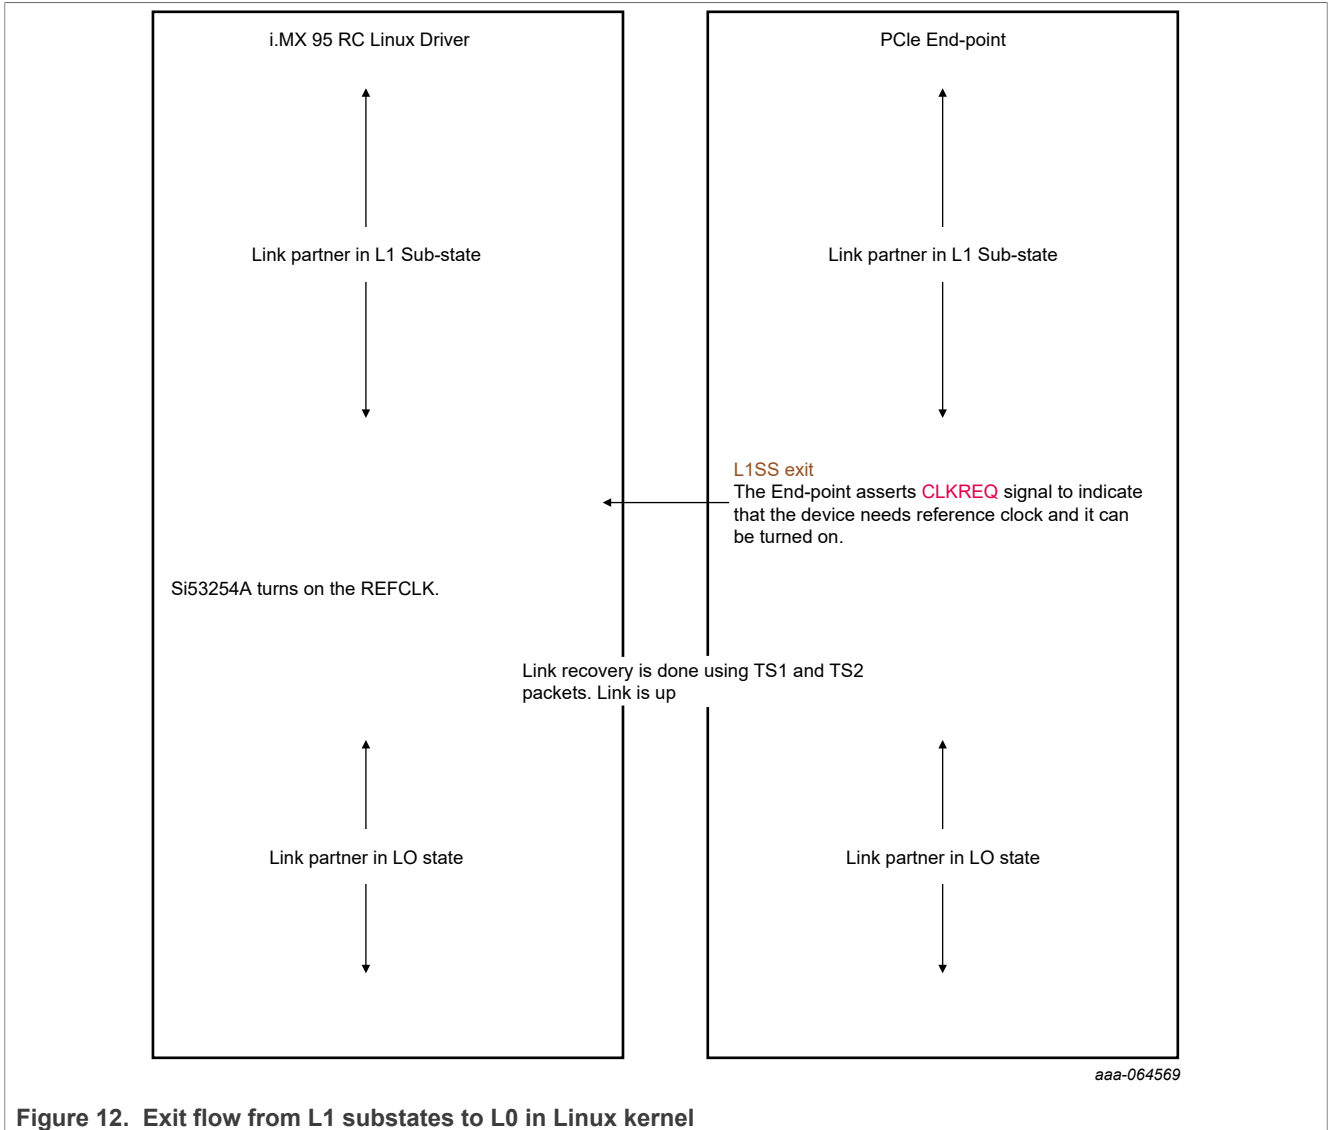 i.MX 95 RC Linux Driver
PCIe End-point
Link partner in L1 Sub-state
Link partner in L1 Sub-state
L1SS exit
The End-point asserts CLKREQ signal to indicate
that the device needs reference clock and it can
be turned on.
Si53254A turns on the REFCLK.
Link recovery is done using TS1 and TS2
packets. Link is up
Link partner in LO state
Link partner in LO state
aaa-064569
Figure 12. Exit flow from L1 substates to L0 in Linux kernel